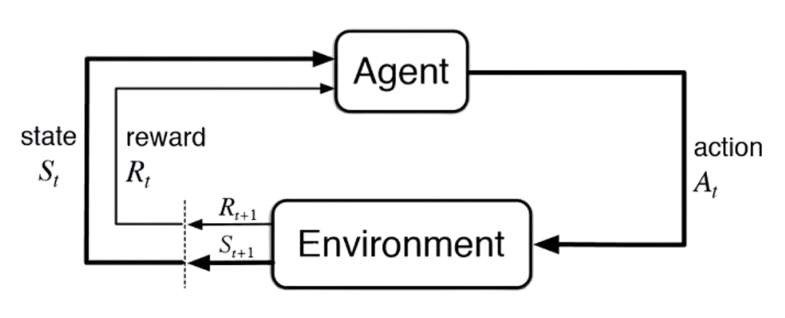 Agent
state
S_t
reward
R_t
action
A_t
R_{t+1}
S_{t+1}
Environment